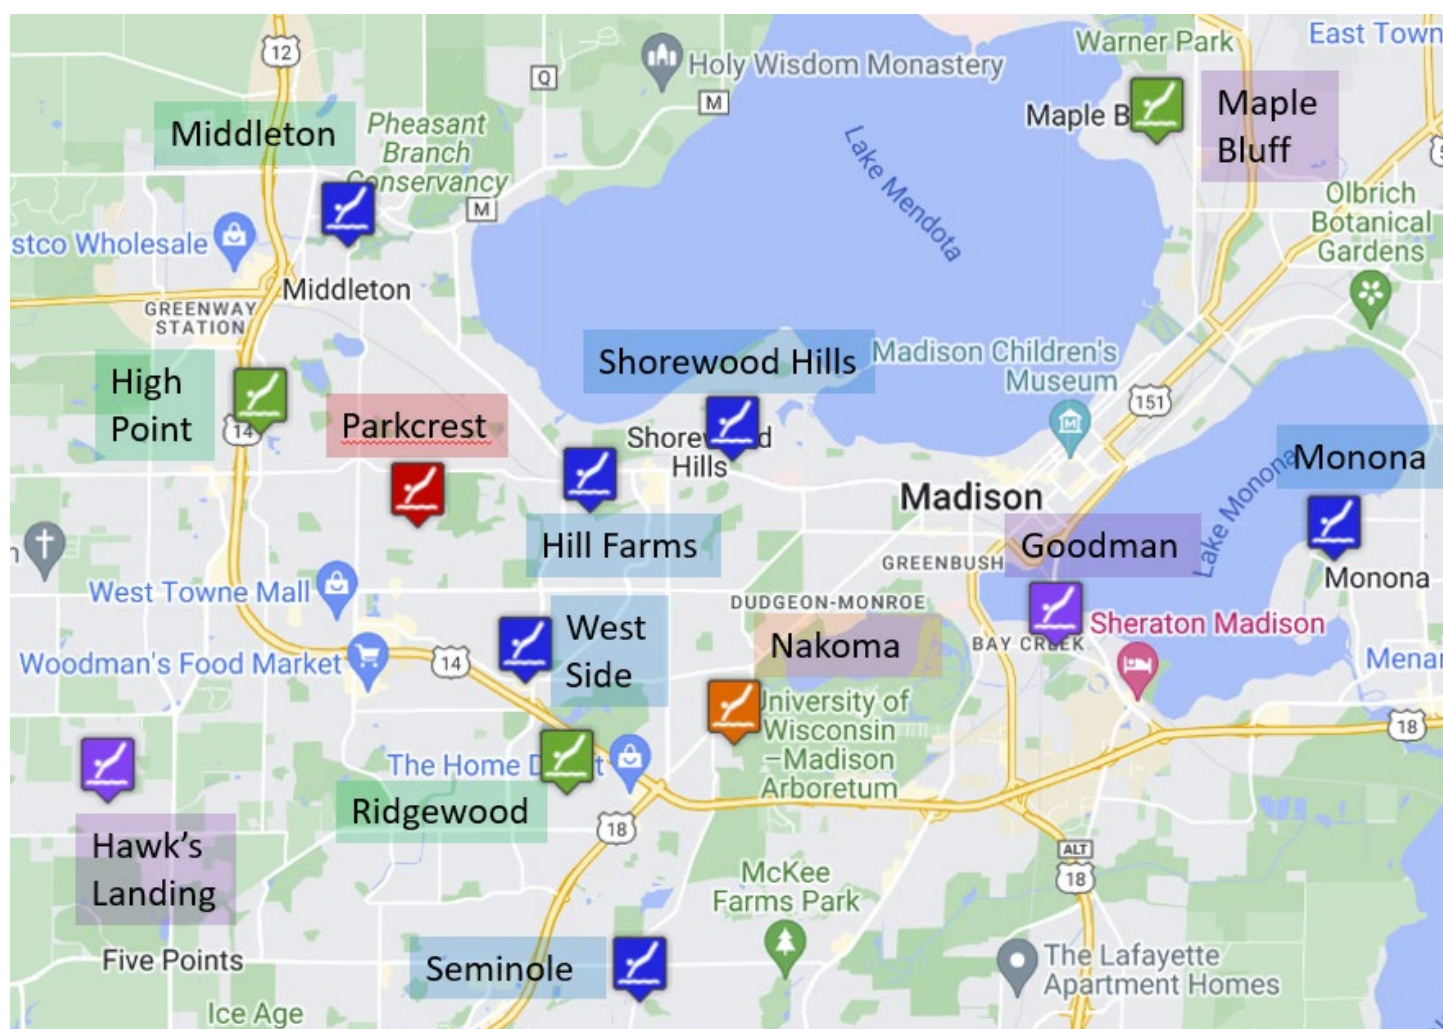 12
Q
Holy Wisdom Monastery
M
Warner Park
East Town
Maple B
Maple
Bluff
Middleton
Pheasant
Branch
Conservancy
M
Lake Mendota
Olbrich
Botanical
Gardens
stco Wholesale
Middleton
GREENWAY
STATION
Shorewood Hills
Madison Children's
Museum
High
Point
14
Parkcrest
151
Shorewood
Hills
Monona
Madison
Hill Farms
Goodman
Lake Monona
GREENBUSH
Monona
West Towne Mall
DUDGEON-MONROE
West
Side
Nakoma
BAY CREEK
Sheraton Madison
Woodman's Food Market
14
Menar
University of
Wisconsin
–Madison
Arboretum
18
The Home D t
Ridgewood
18
Hawk's
Landing
ALT
18
McKee
Farms Park
Five Points
Seminole
The Lafayette
Apartment Homes
Ice Age